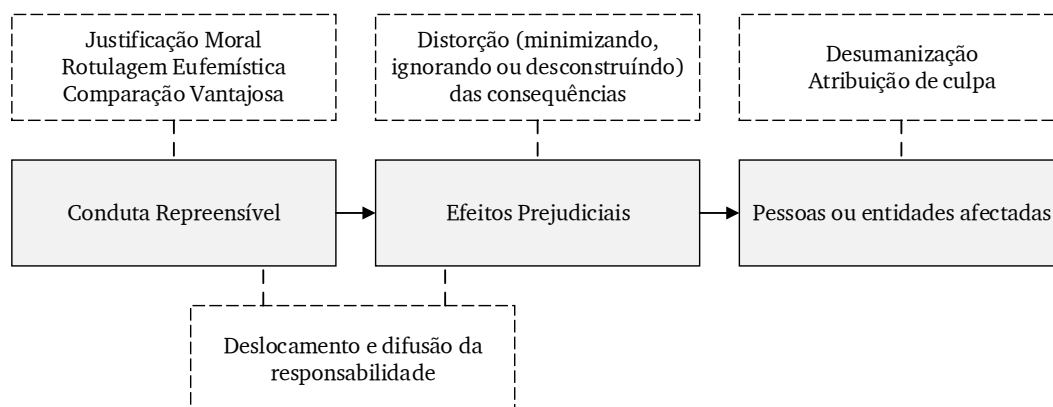 Justificação Moral
Rotulagem Eufemística
Comparação Vantajosa
Distorção (minimizando,
ignorando ou desconstruíndo)
das consequências
Desumanização
Atribuição de culpa
Conduta Repreensível
Efeitos Prejudiciais
Pessoas ou entidades afectadas
Deslocamento e difusão da
responsabilidade